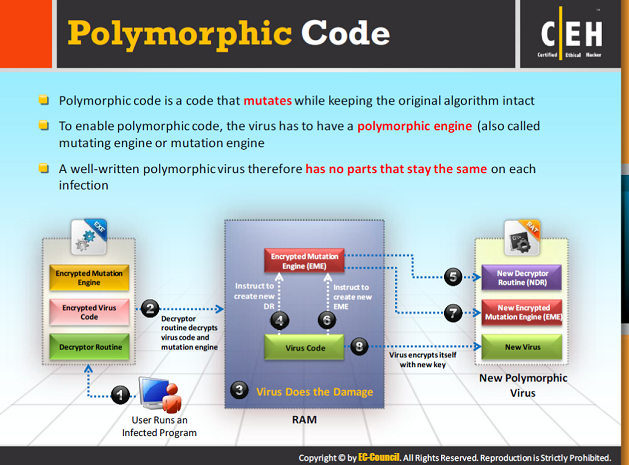 Polymorphic Code
C|EH
Certified Ethical Hacker
Polymorphic code is a code that mutates while keeping the original algorithm intact
To enable polymorphic code, the virus has to have a polymorphic engine (also called
mutating engine or mutation engine
A well-written polymorphic virus therefore has no parts that stay the same on each
infection
EXE
Encrypted Mutation
Engine
Encrypted Virus
Code
Decryptor Routine
1
User Runs an
Infected Program
2
Decryptor
routine decrypts
virus code and
mutation engine
Encrypted Mutation
Engine (EME)
Instruct to
create new
DR
Instruct to
create new
EME
4
6
Virus Code
8
3
Virus Does the Damage
RAM
Virus encrypts itself
with new key
5
7
BAT
New Decryptor
Routine (NDR)
New Encrypted
Mutation Engine (EME)
New Virus
New Polymorphic
Virus
Copyright © by EC-Council. All Rights Reserved. Reproduction is Strictly Prohibited.